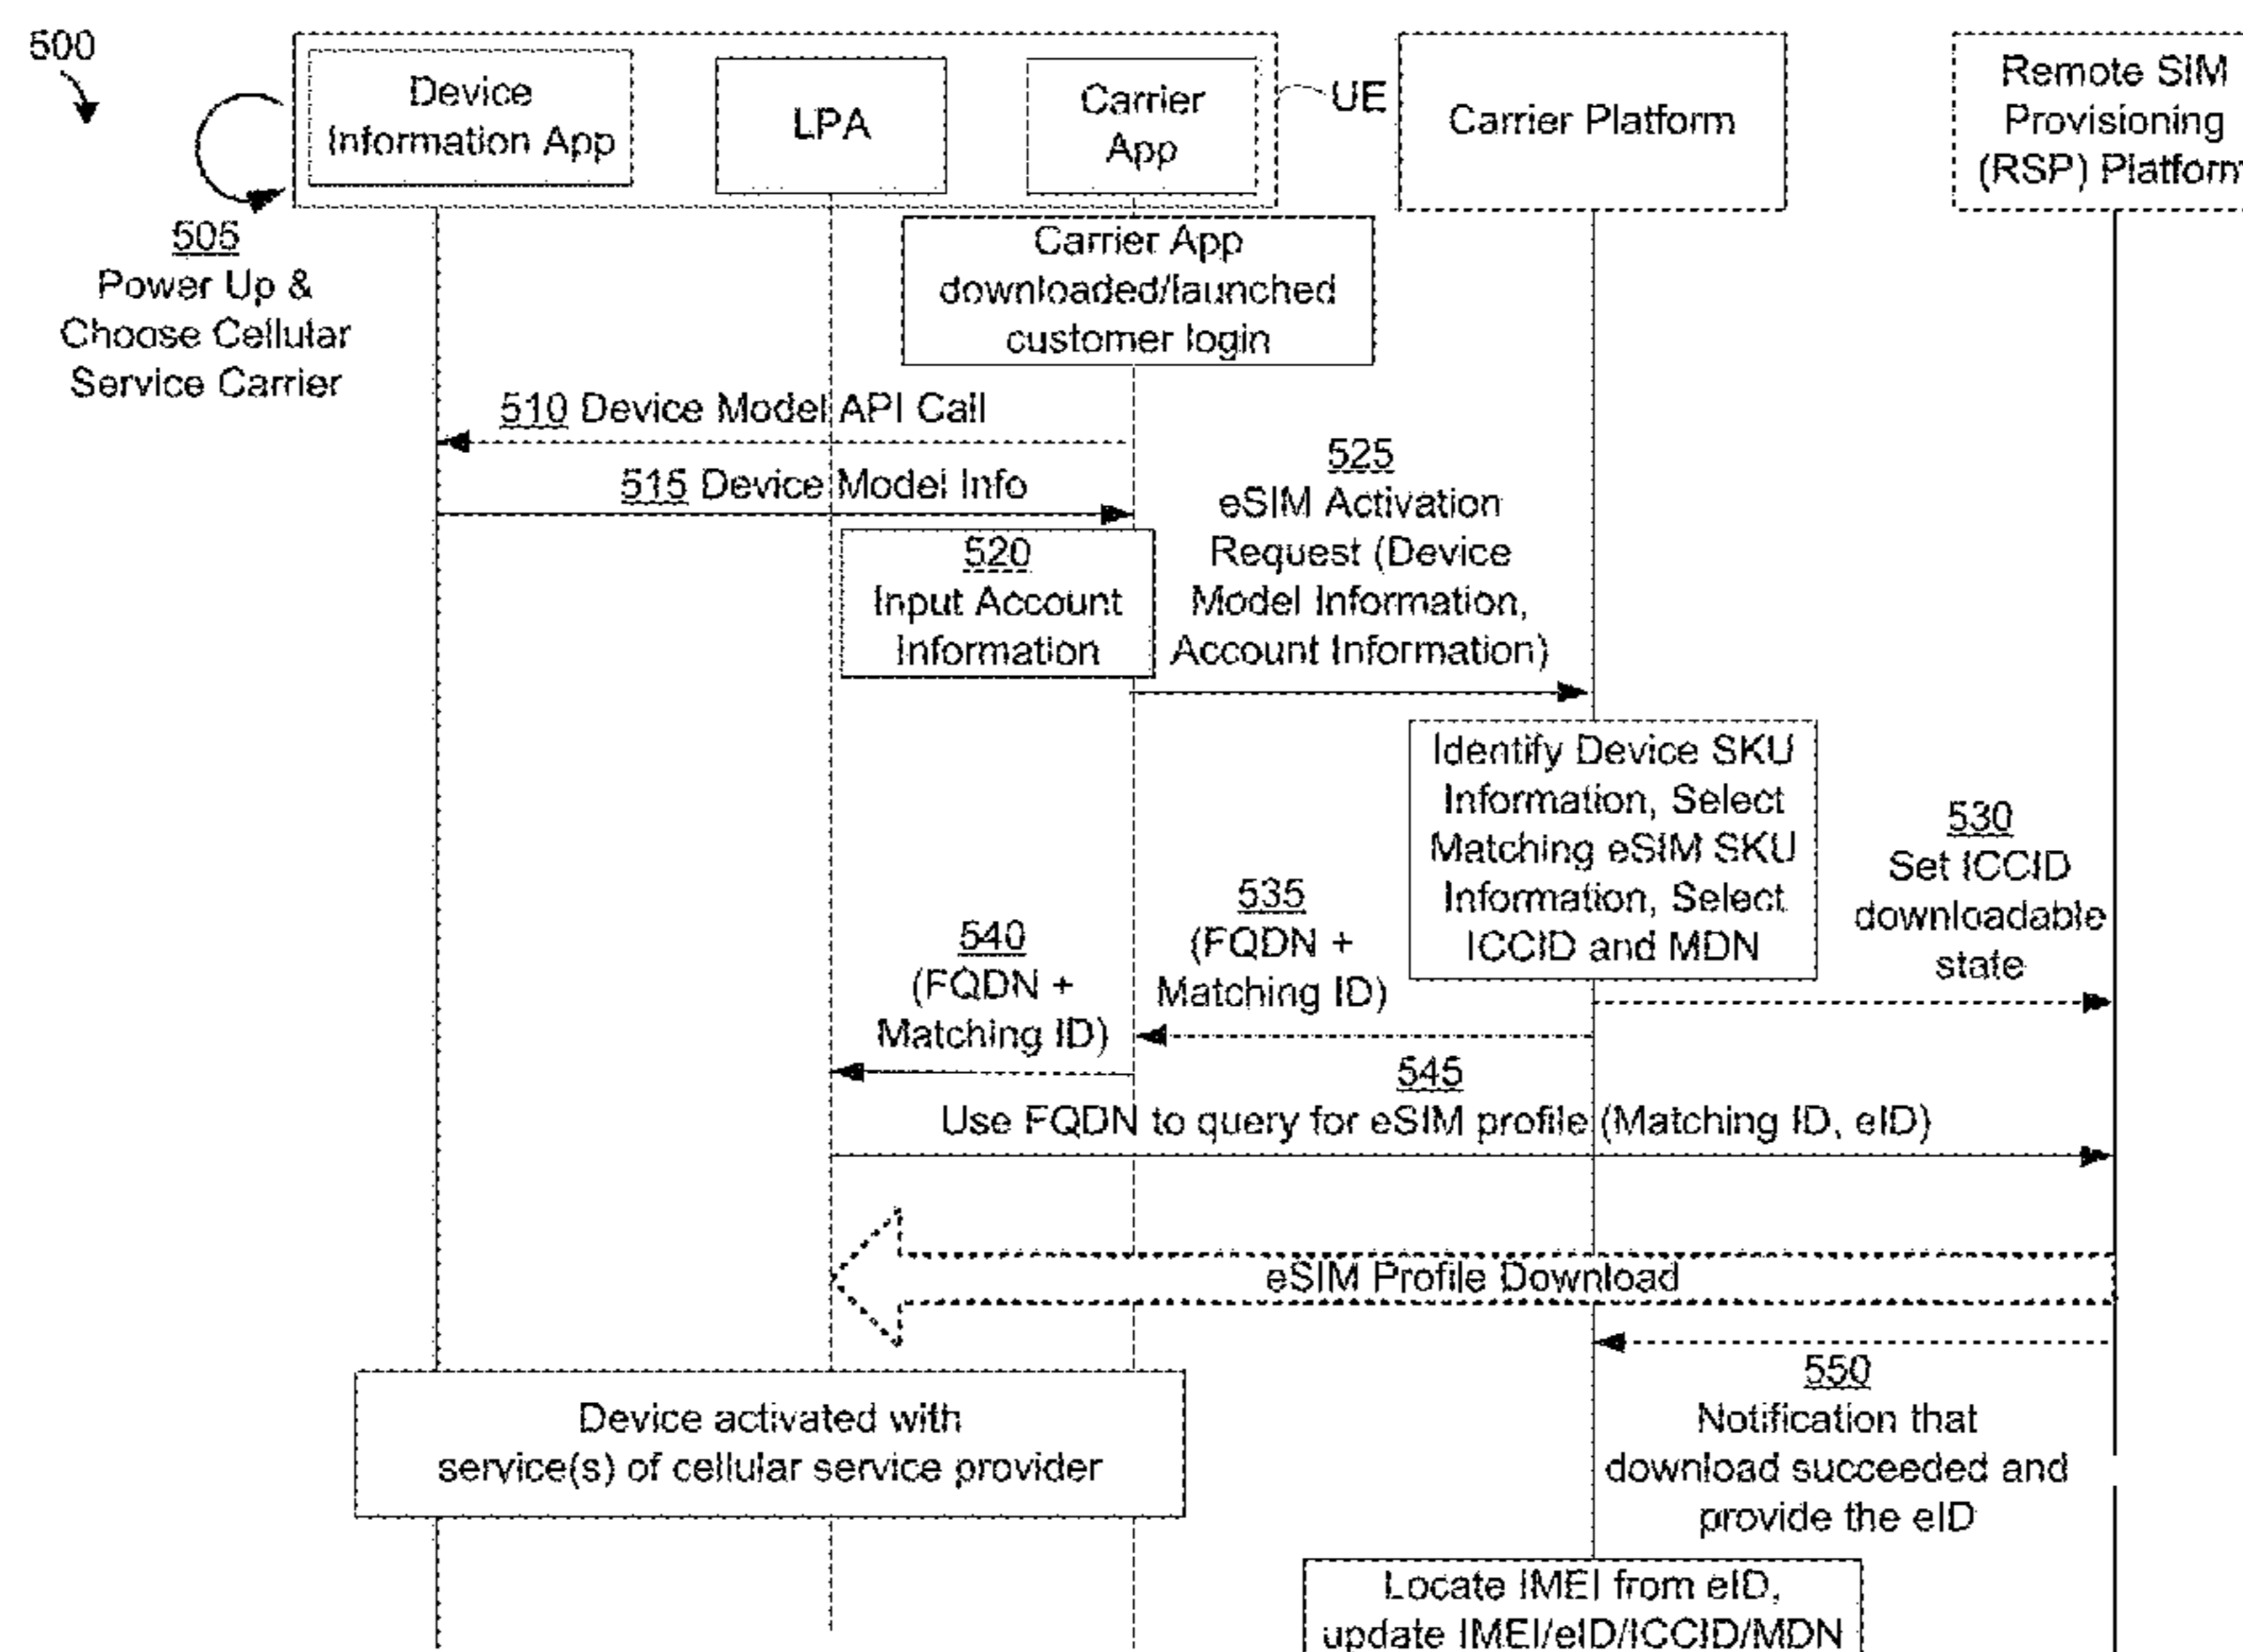 500
Device
Information App
LPA
Carrier
App
UE
Carrier Platform
Remote SIM
Provisioning
(RSP) Platform
505
Power Up &
Choose Cellular
Service Carrier
Carrier App
downloaded/launched
customer login
510 Device Model API Call
515 Device Model Info
520
Input Account
Information
525
eSIM Activation
Request (Device
Model Information,
Account Information)
Identify Device SKU
Information, Select
Matching eSIM SKU
Information, Select
ICCID and MDN
530
Set ICCID
downloadable
state
535
(FQDN +
Matching ID)
540
(FQDN +
Matching ID)
545
Use FQDN to query for eSIM profile (Matching ID, eID)
eSIM Profile Download
550
Notification that
download succeeded and
provide the eID
Device activated with
service(s) of cellular service provider
Locate IMEI from eID,
update IMEI/eID/ICCID/MDN